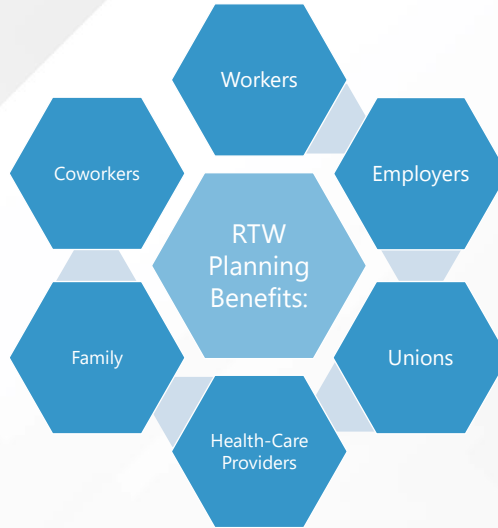 Workers
Employers
Unions
Health-Care
Providers
Family
Coworkers
RTW
Planning
Benefits: